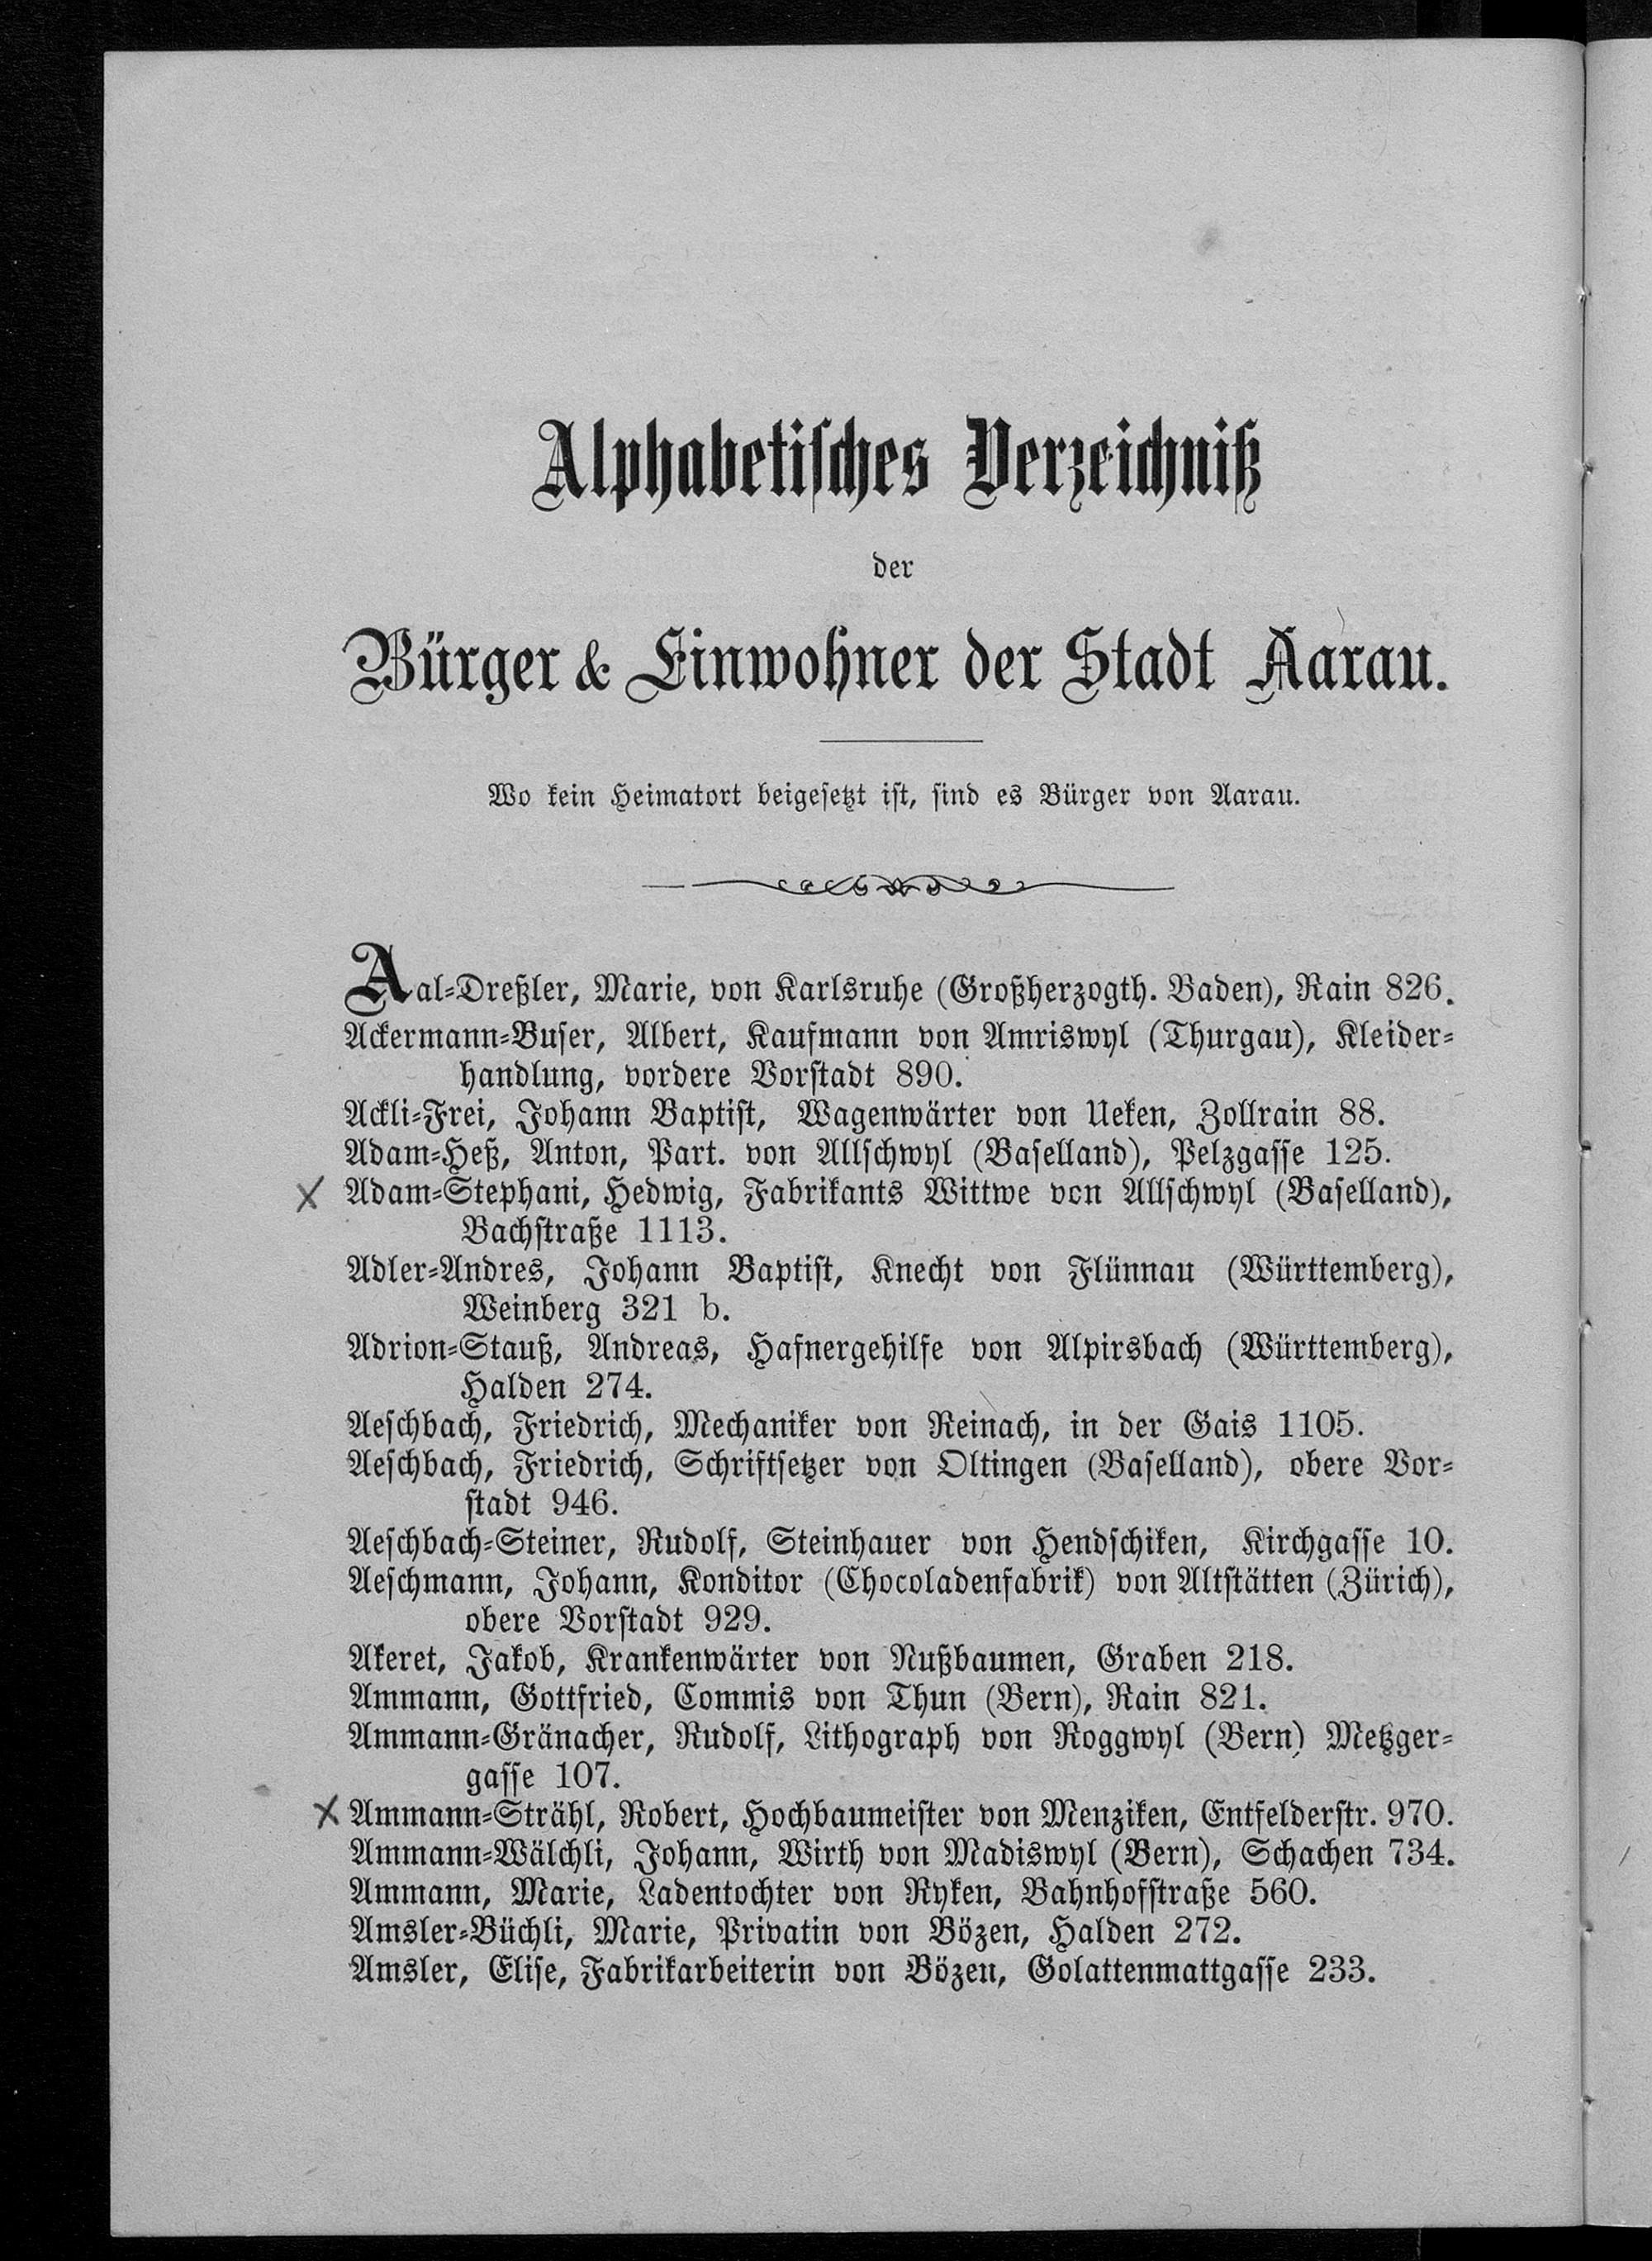 Alphabetisches Verzeichniß
der
Bürger & Einwohner der Stadt Aarau.
Wo kein Heimatort beigesetzt ist, sind es Bürger von Aarau.
Aal-Dreßler, Marie, von Karlsruhe (Großherzogth. Baden), Rain 826.
Ackermann-Buser, Albert, Kaufmann von Amriswyl (Thurgau), Kleider-
handlung, vordere Vorstadt 890.
Ackli-Frei, Johann Baptist, Wagenwärter von Ueken, Zollrain 88.
Adam-Heß, Anton, Part. von Allschwyl (Baselland), Pelzgasse 125.
X Adam-Stephani, Hedwig, Fabrikants Wittwe von Allschwyl (Baselland),
Bachstraße 1113.
Adler-Andres, Johann Baptist, Knecht von Flünnau (Württemberg),
Weinberg 321 b.
Adrion-Stauß, Andreas, Hafnergehilfe von Alpirsbach (Württemberg),
Halden 274.
Aeschbach, Friedrich, Mechaniker von Reinach, in der Gais 1105.
Aeschbach, Friedrich, Schriftsetzer von Oltingen (Baselland), obere Vor-
stadt 946.
Aeschbach-Steiner, Rudolf, Steinhauer von Hendschiken, Kirchgasse 10.
Aeschmann, Johann, Konditor (Chocoladenfabrik) von Altstätten (Zürich),
obere Vorstadt 929.
Akeret, Jakob, Krankenwärter von Nußbaumen, Graben 218.
Ammann, Gottfried, Commis von Thun (Bern), Rain 821.
Ammann-Gränacher, Rudolf, Lithograph von Roggwyl (Bern) Metzger-
gasse 107.
X Ammann-Strähl, Robert, Hochbaumeister von Menziken, Entfelderstr. 970.
Ammann-Wälchli, Johann, Wirth von Madiswyl (Bern), Schachen 734.
Ammann, Marie, Ladentochter von Ryken, Bahnhofstraße 560.
Amsler-Büchli, Marie, Privatin von Bözen, Halden 272.
Amsler, Elise, Fabrikarbeiterin von Bözen, Golattenmattgasse 233.